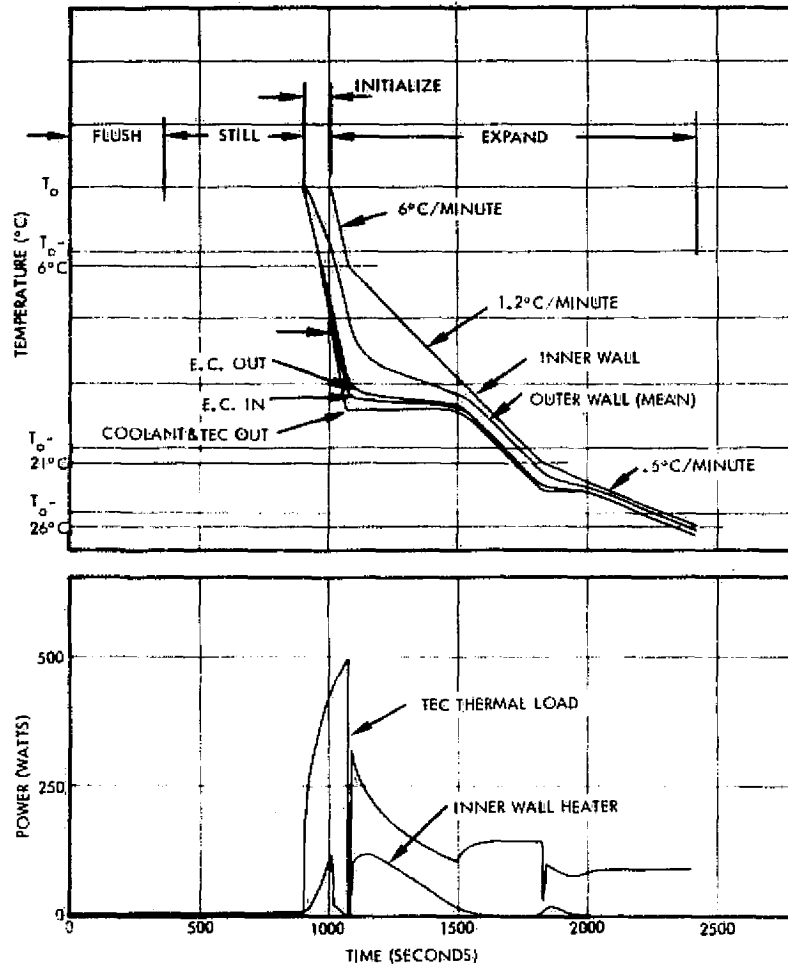 INITIALIZE
FLUSH
STILL
EXPAND
TEMPERATURE (°C)
T₀
6°C/MINUTE
T₀-
6°C
1.2°C/MINUTE
INNER WALL
E.C. OUT
OUTER WALL (MEAN)
E.C. IN
COOLANT & TEC OUT
T₀-
21°C
.5°C/MINUTE
T₀-
26°C
POWER (WATTS)
500
TEC THERMAL LOAD
250
INNER WALL HEATER
0
0 500 1000 1500 2000 2500
TIME (SECONDS)